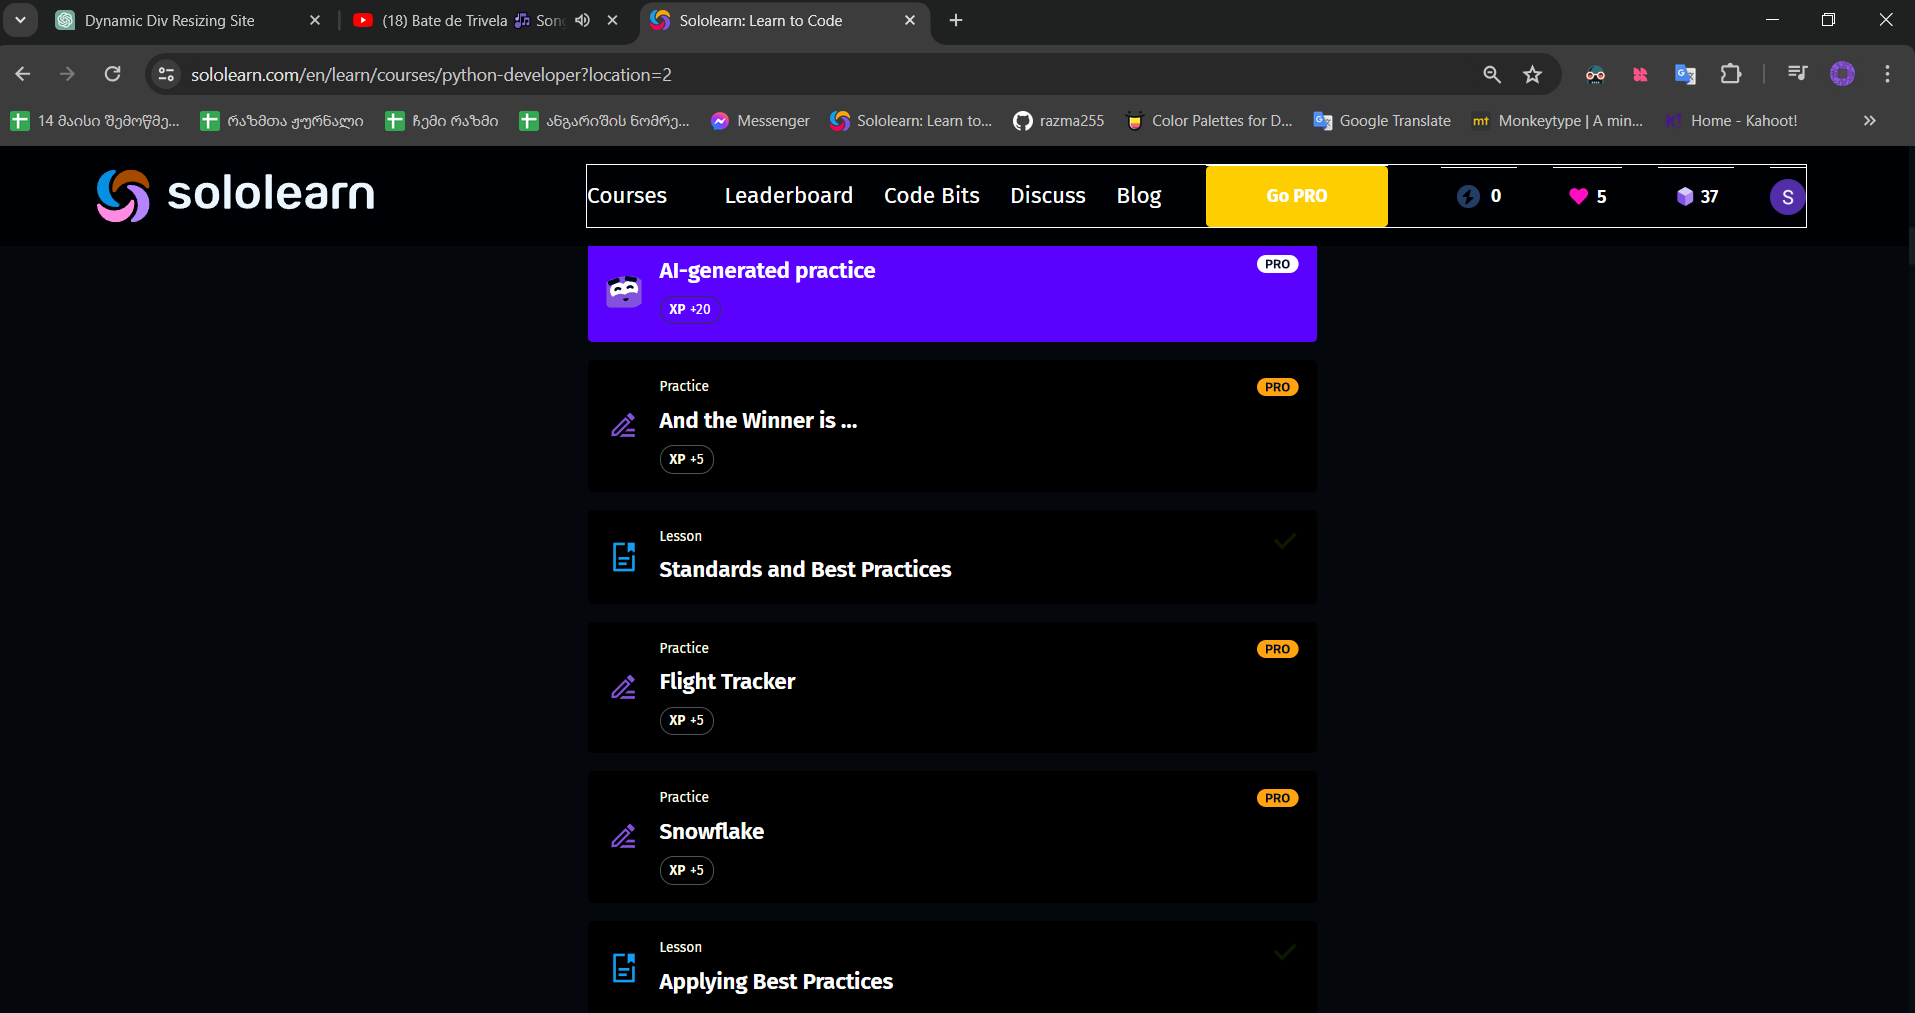 Dynamic Div Resizing Site
(18) Bate de Trivela 🎶 Son
Sololearn: Learn to Code
sololearn.com/en/learn/courses/python-developer?location=2
14 მაისი შემოწმე...
რაზმთა ჟურნალი
ჩემი რაზმი
ანგარიშის ნომრე...
Messenger
Sololearn: Learn to...
razma255
Color Palettes for D...
Google Translate
mt
Monkeytype | A min...
K!
Home - Kahoot!
sololearn
Courses
Leaderboard
Code Bits
Discuss
Blog
Go PRO
0
5
37
S
AI-generated practice
PRO
XP +20
Practice
PRO
And the Winner is ...
XP +5
Lesson
Standards and Best Practices
Practice
PRO
Flight Tracker
XP +5
Practice
PRO
Snowflake
XP +5
Lesson
Applying Best Practices